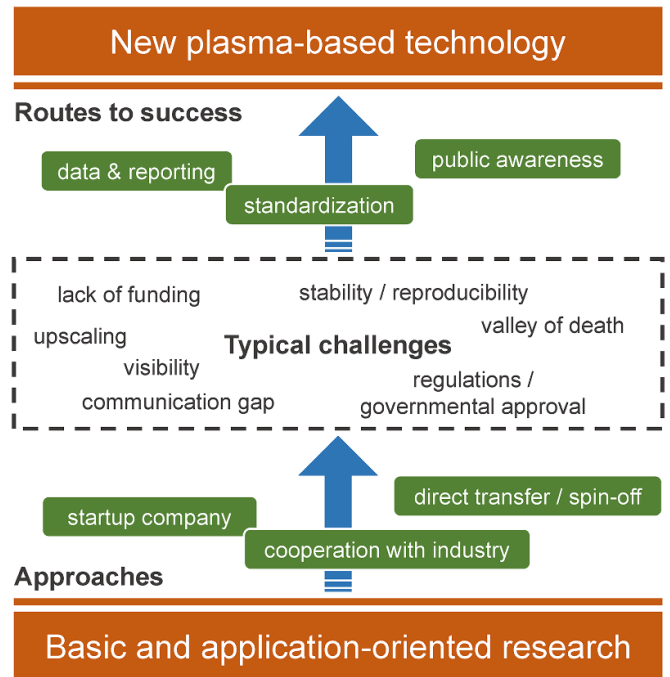 New plasma-based technology
Routes to success
data & reporting
public awareness
standardization
lack of funding
stability / reproducibility
upscaling
valley of death
Typical challenges
visibility
communication gap
regulations /
governmental approval
startup company
direct transfer / spin-off
cooperation with industry
Approaches
Basic and application-oriented research